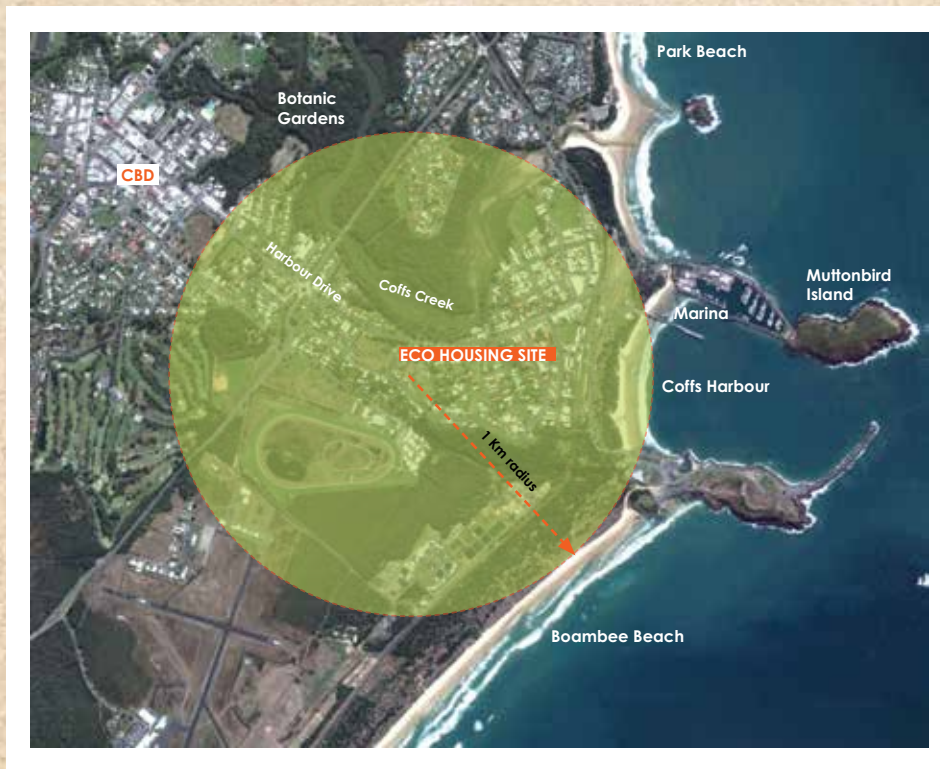 Park Beach
Botanic
Gardens
CBD
Harbour Drive
Coffs Creek
Muttonbird
Island
Marina
ECO HOUSING SITE
Coffs Harbour
1 Km radius
Boambee Beach